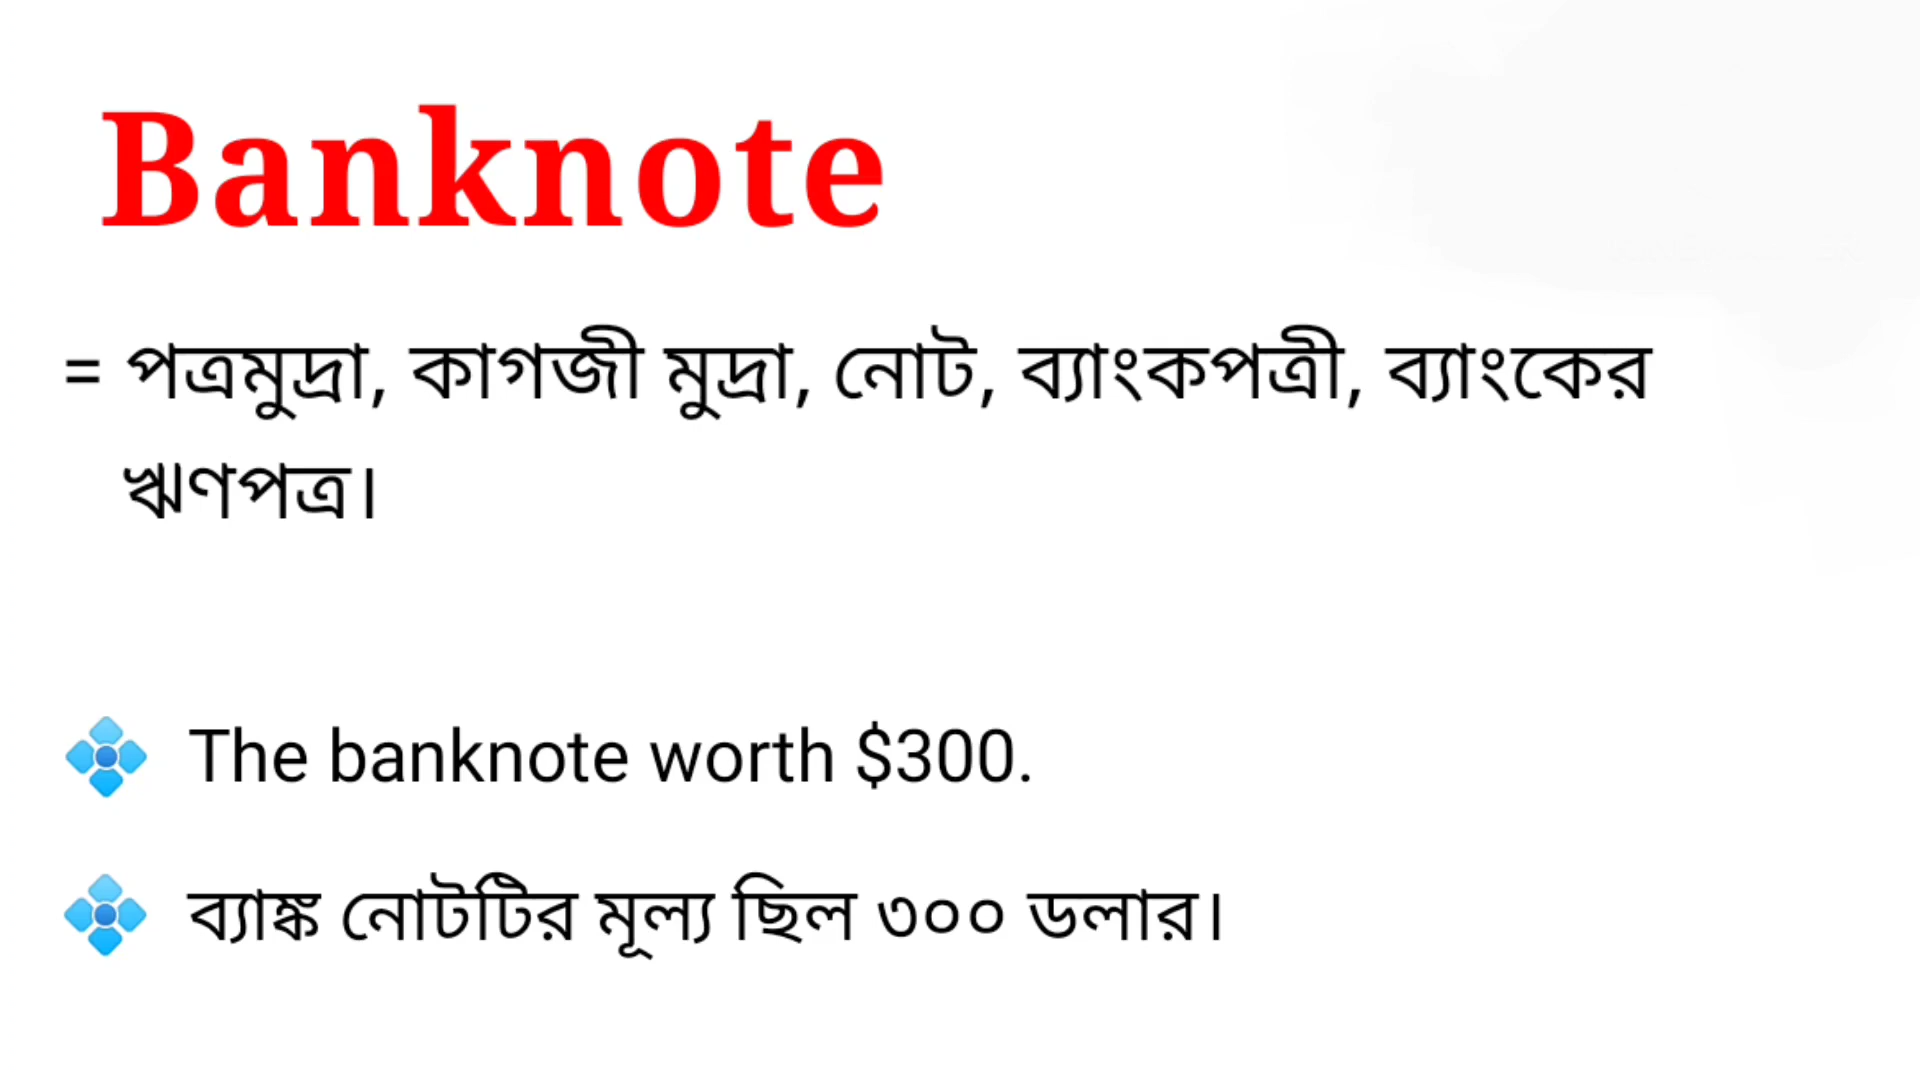 Banknote
= পত্রমুদ্রা, কাগজী মুদ্রা, নোট, ব্যাংকপত্রী, ব্যাংকের
ঋণপত্র।
The banknote worth $300.
ব্যাঙ্ক নোটটির মূল্য ছিল ৩০০ ডলার।